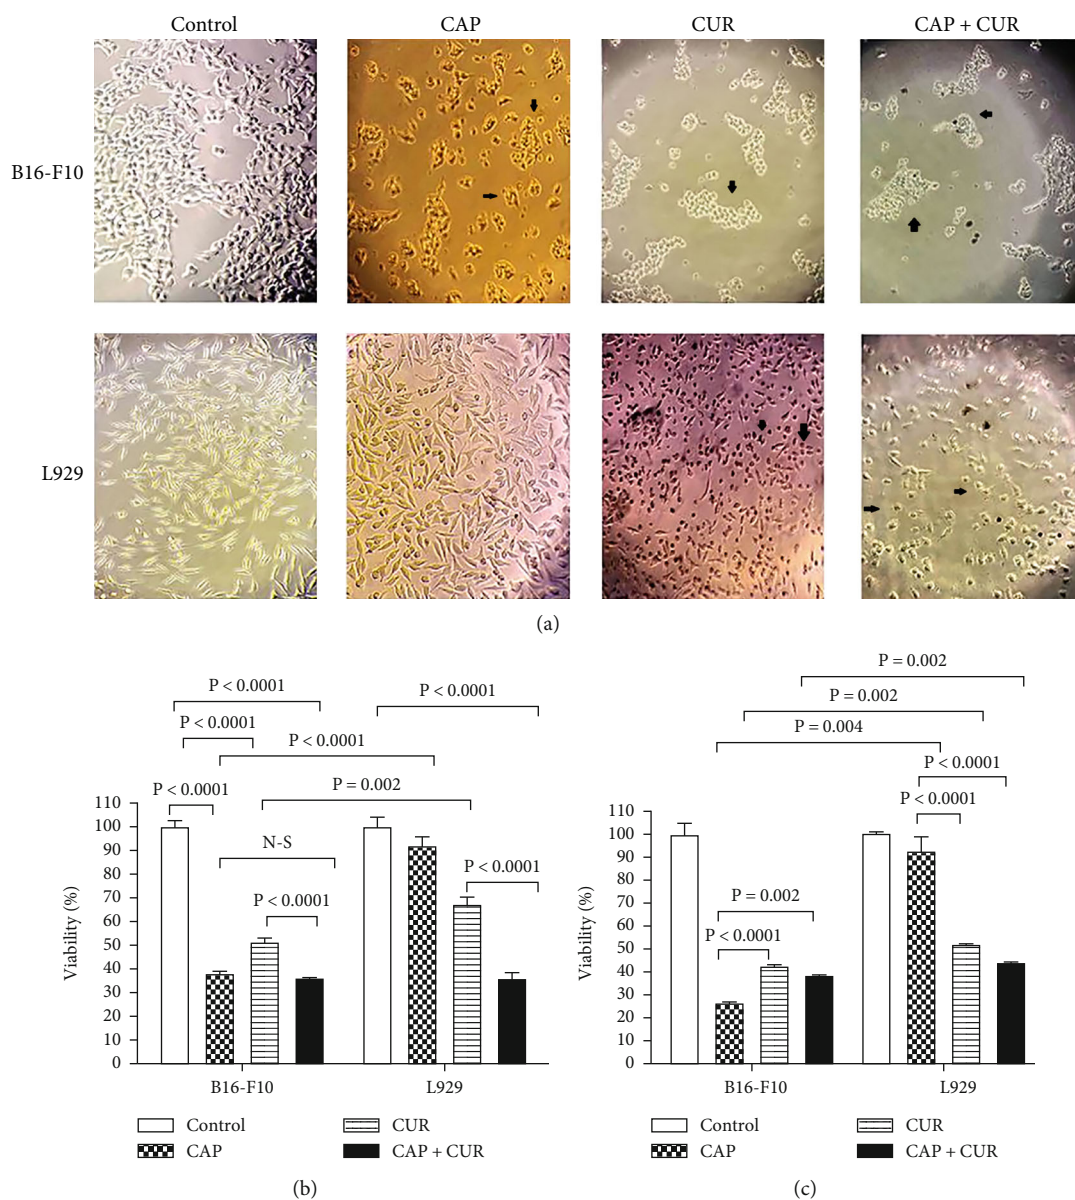 Control CAP CUR CAP + CUR
B16-F10
L929
(a)
P < 0.0001 P < 0.0001
P < 0.0001
P < 0.0001
P < 0.0001
P = 0.002
N-S
P < 0.0001
P < 0.0001
Viability (%)
110
100
90
80
70
60
50
40
30
20
10
0
B16-F10 L929
Control CUR
CAP CAP + CUR
(b)
P = 0.002
P = 0.002
P = 0.004
P < 0.0001
P < 0.0001
P = 0.002
P < 0.0001
Viability (%)
110
100
90
80
70
60
50
40
30
20
10
0
B16-F10 L929
Control CUR
CAP CAP + CUR
(c)